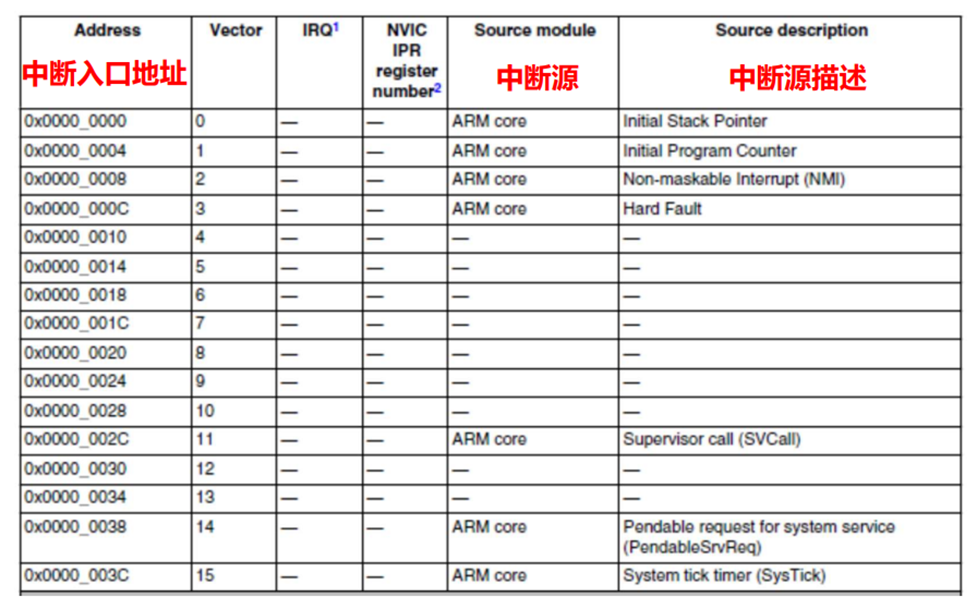 Address Vector IRQ1 NVIC IPR register number2 Source module Source description
中断入口地址 中断源 中断源描述
0x0000_0000 0 — — ARM core Initial Stack Pointer
0x0000_0004 1 — — ARM core Initial Program Counter
0x0000_0008 2 — — ARM core Non-maskable Interrupt (NMI)
0x0000_000C 3 — — ARM core Hard Fault
0x0000_0010 4 — — — —
0x0000_0014 5 — — — —
0x0000_0018 6 — — — —
0x0000_001C 7 — — — —
0x0000_0020 8 — — — —
0x0000_0024 9 — — — —
0x0000_0028 10 — — — —
0x0000_002C 11 — — ARM core Supervisor call (SVCall)
0x0000_0030 12 — — — —
0x0000_0034 13 — — — —
0x0000_0038 14 — — ARM core Pendable request for system service
(PendableSrvReq)
0x0000_003C 15 — — ARM core System tick timer (SysTick)